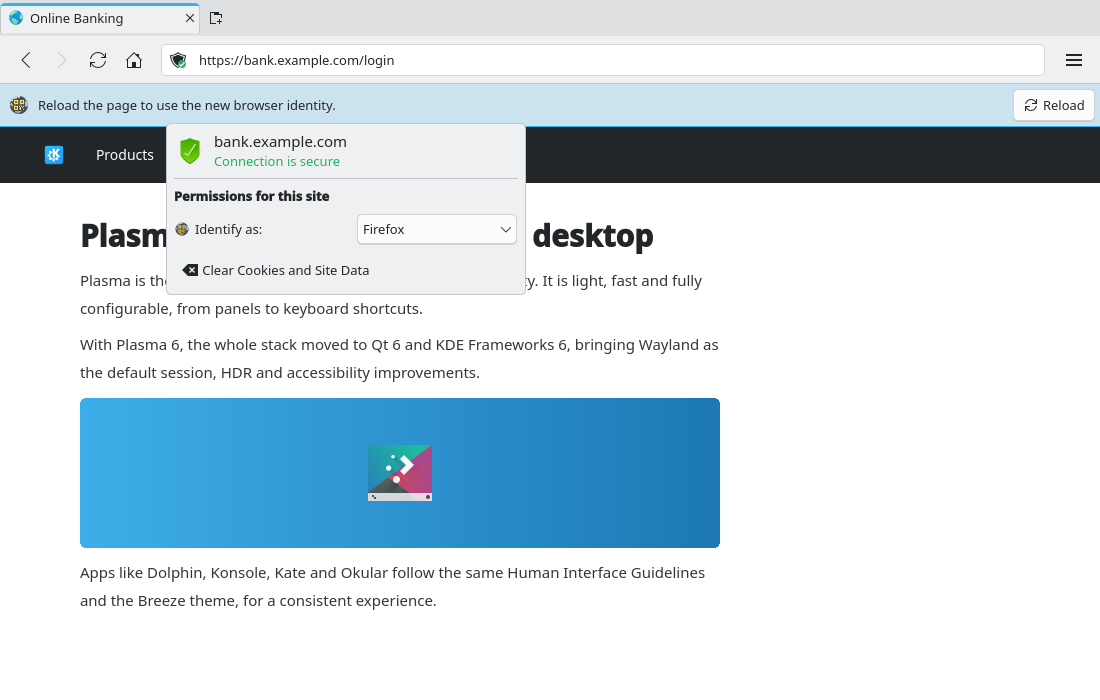 Online Banking
https://bank.example.com/login
Reload the page to use the new browser identity.
Reload
Products
bank.example.com
Connection is secure
Permissions for this site
Identify as:
Firefox
Clear Cookies and Site Data
desktop
Plasma is
It is light, fast and fully
configurable, from panels to keyboard shortcuts.
With Plasma 6, the whole stack moved to Qt 6 and KDE Frameworks 6, bringing Wayland as
the default session, HDR and accessibility improvements.
Apps like Dolphin, Konsole, Kate and Okular follow the same Human Interface Guidelines
and the Breeze theme, for a consistent experience.